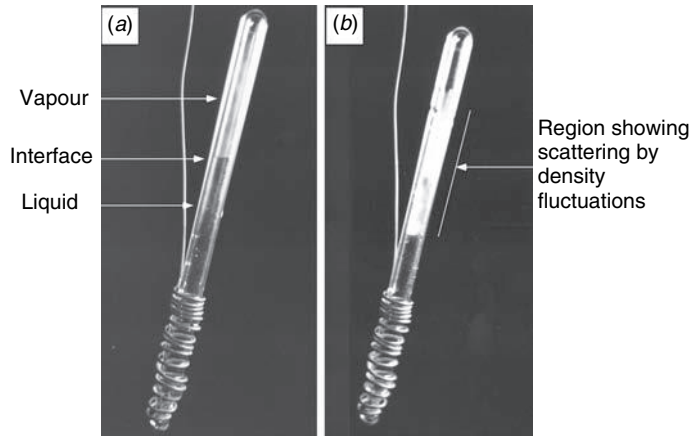 (a)
(b)
Vapour
Interface
Liquid
Region showing
scattering by
density
fluctuations